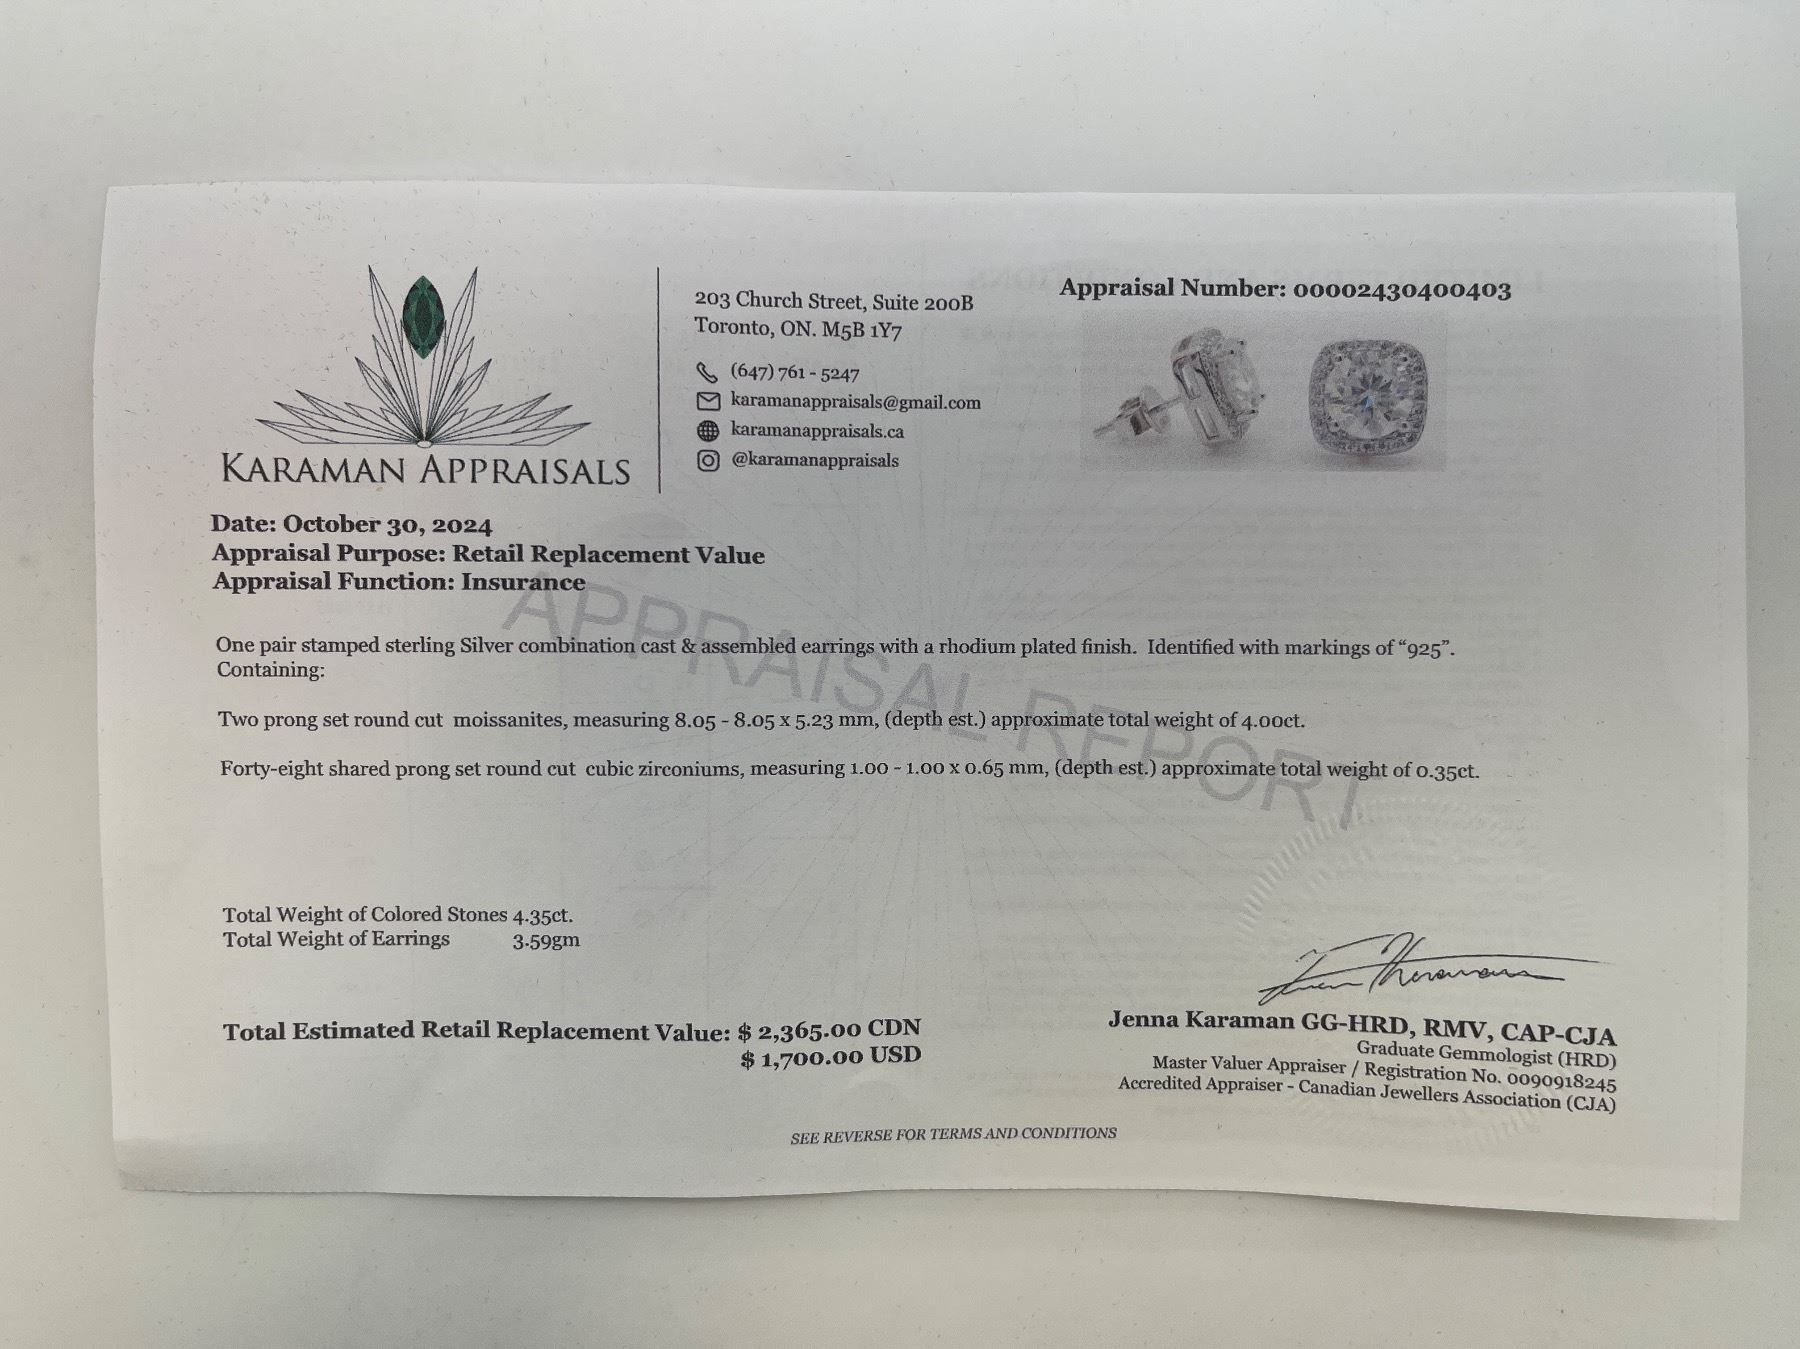 KARAMAN APPRAISALS
203 Church Street, Suite 200B
Toronto, ON. M5B 1Y7
(647) 761 - 5247
karamanappraisals@gmail.com
karamanappraisals.ca
@karamanappraisals
Appraisal Number: 00002430400403
Date: October 30, 2024
Appraisal Purpose: Retail Replacement Value
Appraisal Function: Insurance
APPRAISAL REPORT
One pair stamped sterling Silver combination cast & assembled earrings with a rhodium plated finish. Identified with markings of “925”.
Containing:
Two prong set round cut moissanites, measuring 8.05 - 8.05 x 5.23 mm, (depth est.) approximate total weight of 4.00ct.
Forty-eight shared prong set round cut cubic zirconiums, measuring 1.00 - 1.00 x 0.65 mm, (depth est.) approximate total weight of 0.35ct.
Total Weight of Colored Stones 4.35ct.
Total Weight of Earrings 3.59gm
Total Estimated Retail Replacement Value: $ 2,365.00 CDN
$ 1,700.00 USD
Jenna Karaman GG-HRD, RMV, CAP-CJA
Graduate Gemmologist (HRD)
Master Valuer Appraiser / Registration No. 0090918245
Accredited Appraiser - Canadian Jewellers Association (CJA)
SEE REVERSE FOR TERMS AND CONDITIONS